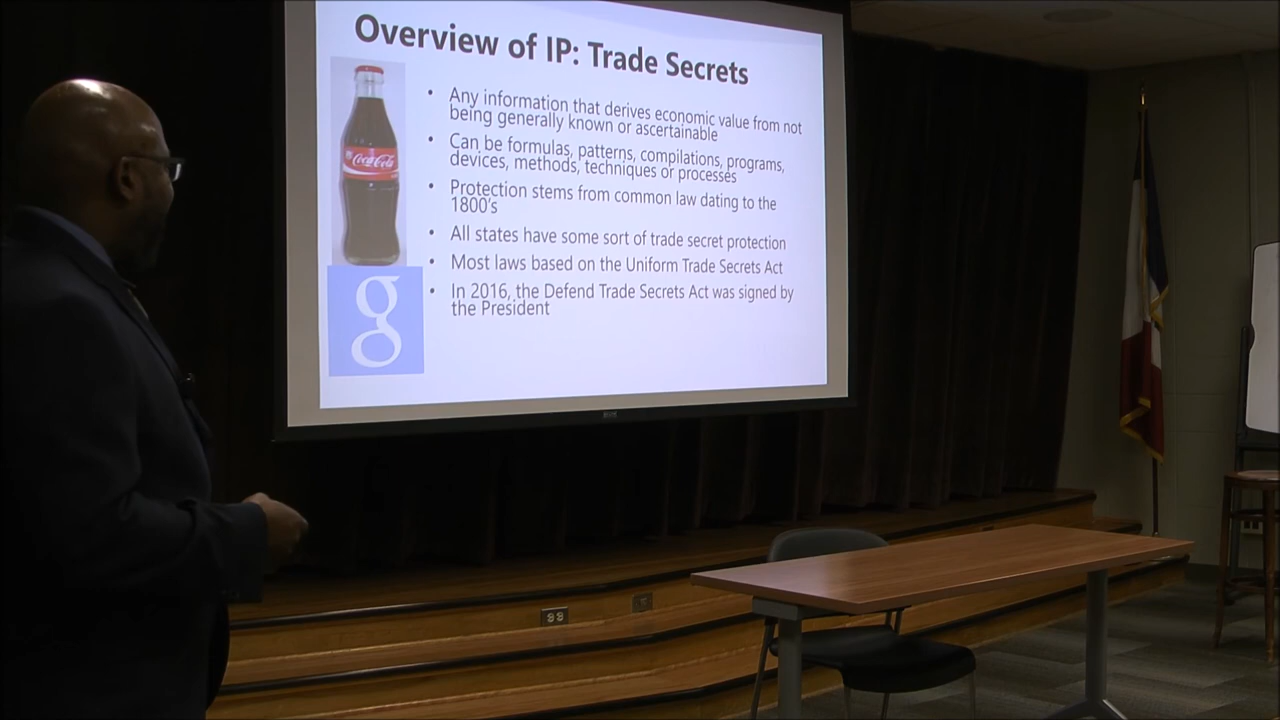 Overview of IP: Trade Secrets
• Any information that derives economic value from not
being generally known or ascertainable
• Can be formulas, patterns, compilations, programs,
devices, methods, techniques or processes
• Protection stems from common law dating to the
1800's
• All states have some sort of trade secret protection
• Most laws based on the Uniform Trade Secrets Act
• In 2016, the Defend Trade Secrets Act was signed by
the President
Coca-Cola
g